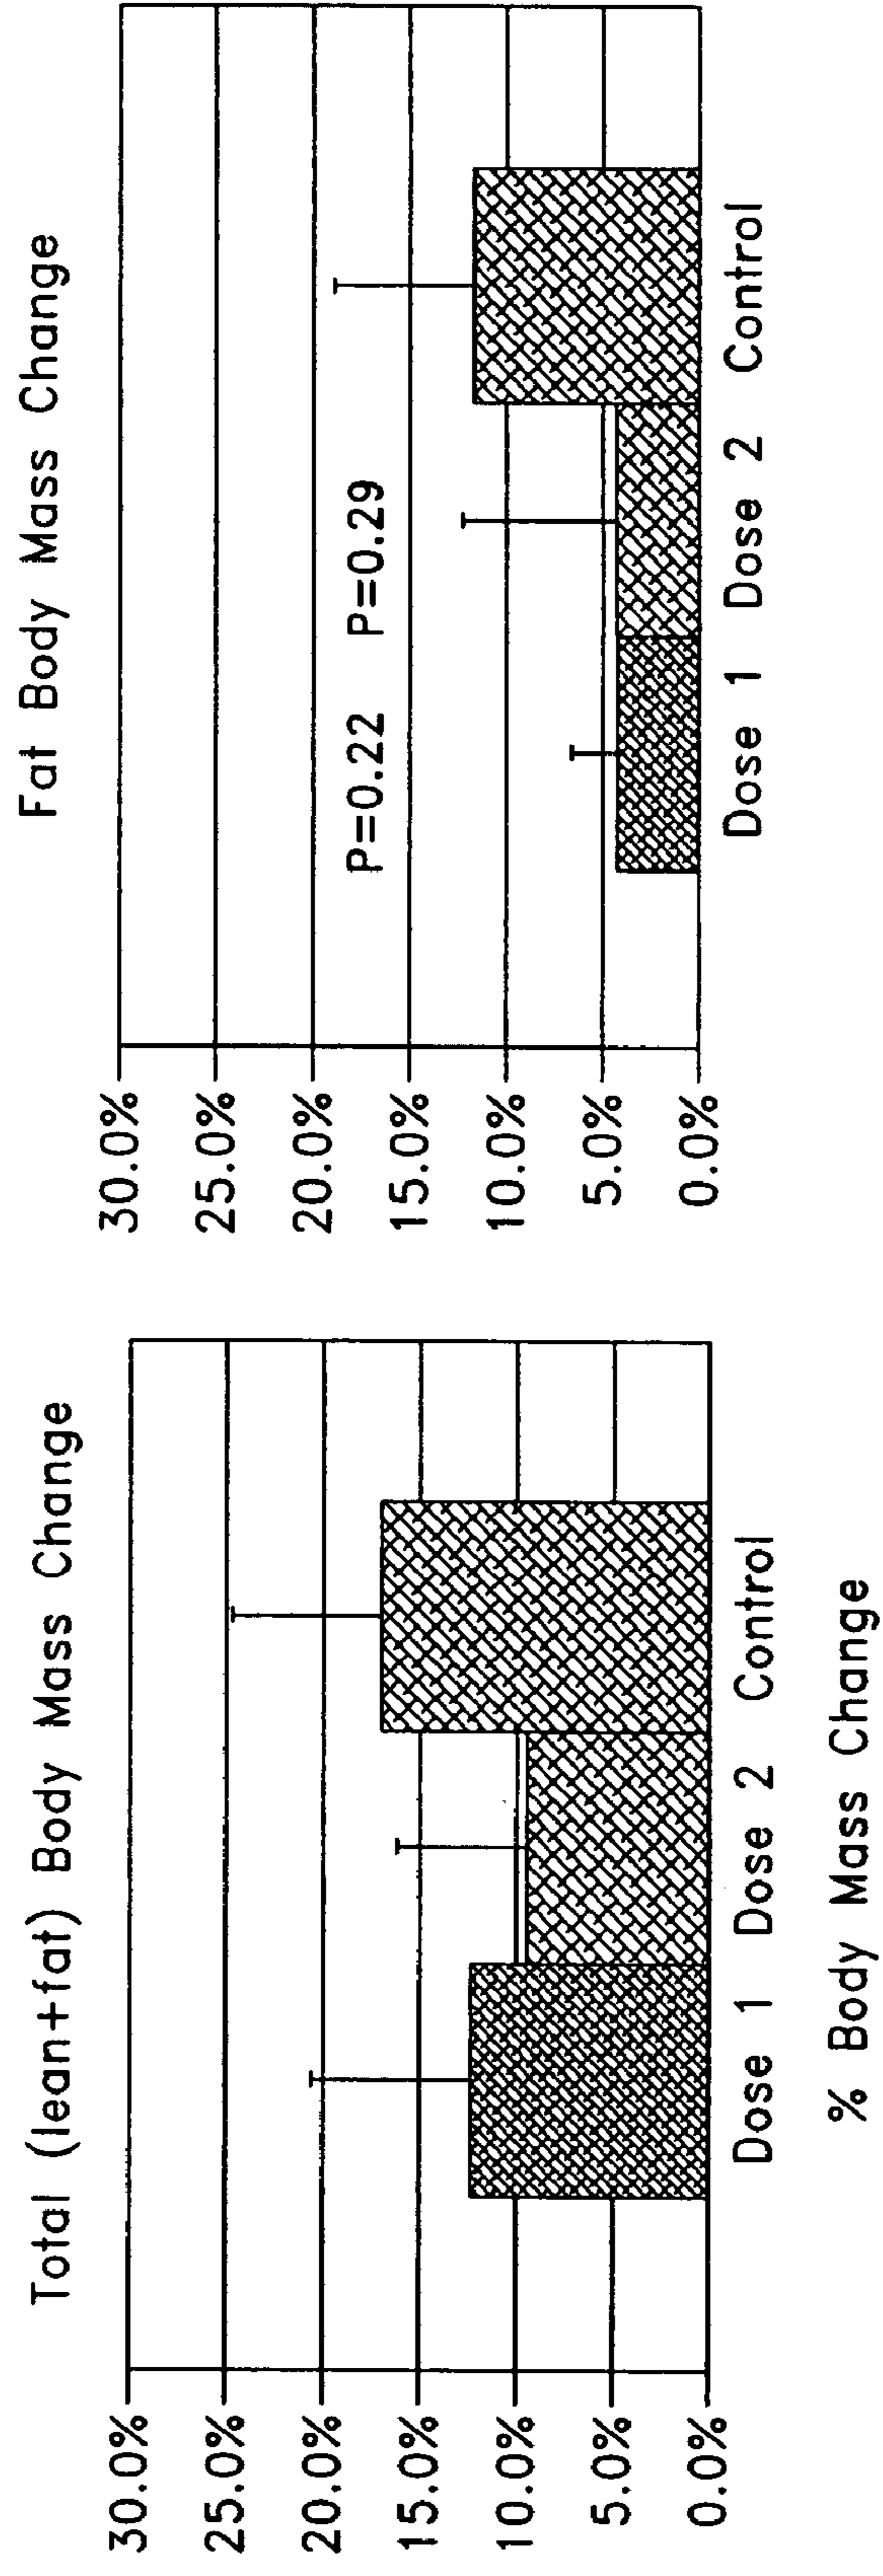 Total (lean+fat) Body Mass Change
30.0%
25.0%
20.0%
15.0%
10.0%
5.0%
0.0%
Dose 1 Dose 2 Control
% Body Mass Change
Fat Body Mass Change
30.0%
25.0%
20.0%
15.0%
10.0%
5.0%
0.0%
P=0.22 P=0.29
Dose 1 Dose 2 Control